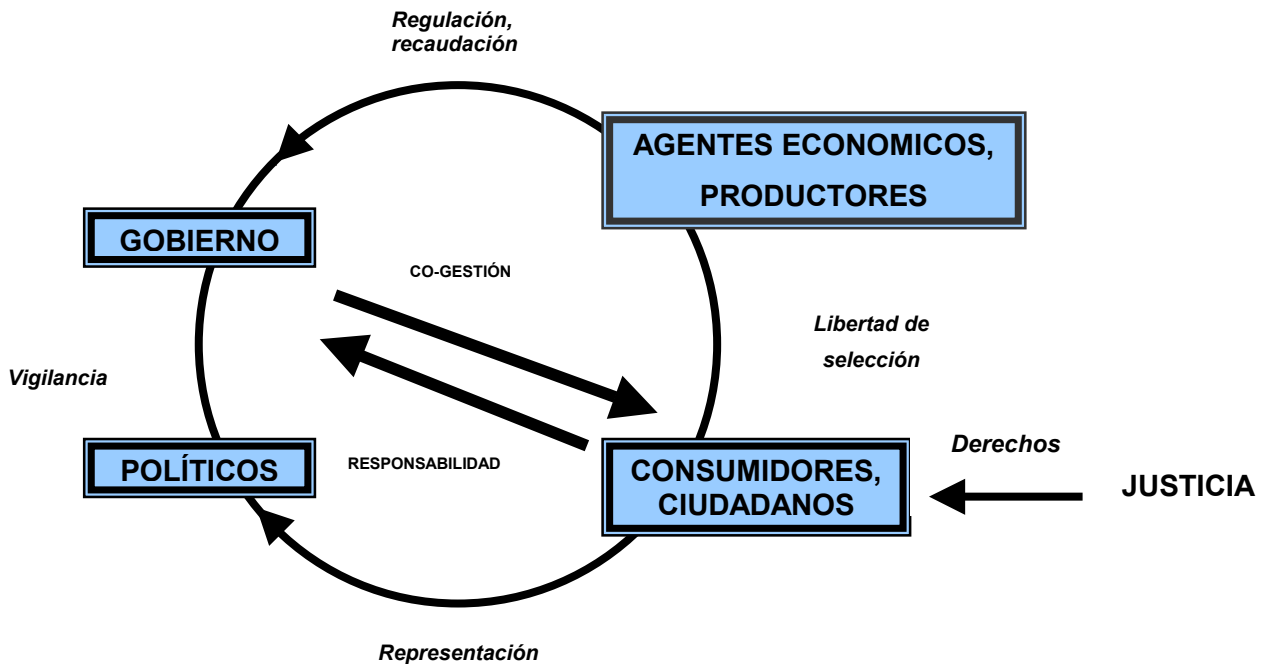 Regulación,
recaudación
AGENTES ECONOMICOS,
PRODUCTORES
GOBIERNO
CO-GESTIÓN
Libertad de
selección
Vigilancia
POLÍTICOS
RESPONSABILIDAD
CONSUMIDORES,
CIUDADANOS
Derechos
JUSTICIA
Representación